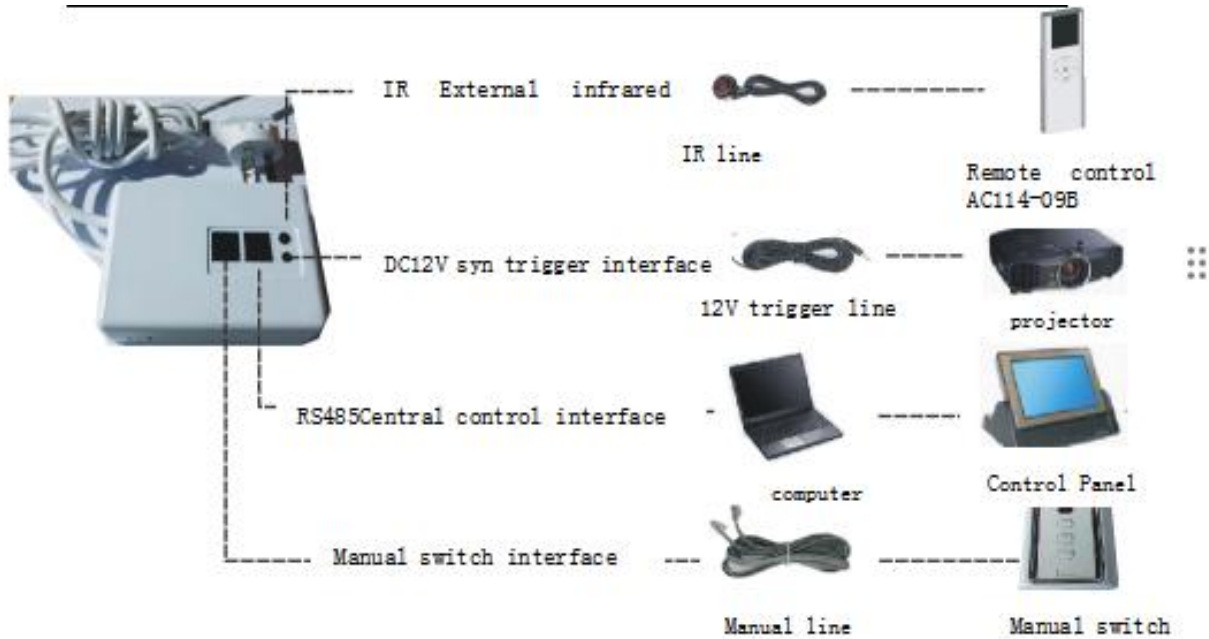 IR External infrared
IR line
Remote control
AC114-09B
DC12V syn trigger interface
12V trigger line
projector
RS485Central control interface
computer
Control Panel
Manual switch interface
Manual line
Manual switch